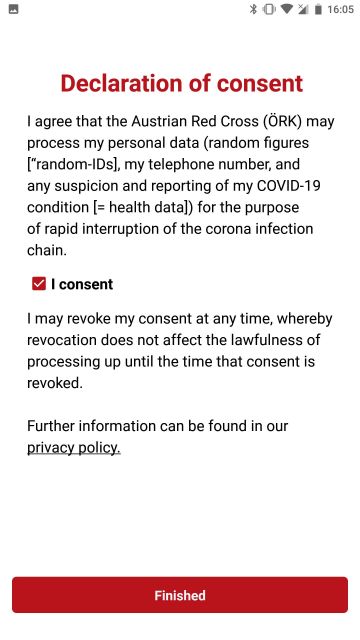 16:05
Declaration of consent
I agree that the Austrian Red Cross (ÖRK) may
process my personal data (random figures
[“random-IDs], my telephone number, and
any suspicion and reporting of my COVID-19
condition [= health data]) for the purpose
of rapid interruption of the corona infection
chain.
I consent
I may revoke my consent at any time, whereby
revocation does not affect the lawfulness of
processing up until the time that consent is
revoked.
Further information can be found in our
privacy policy.
Finished